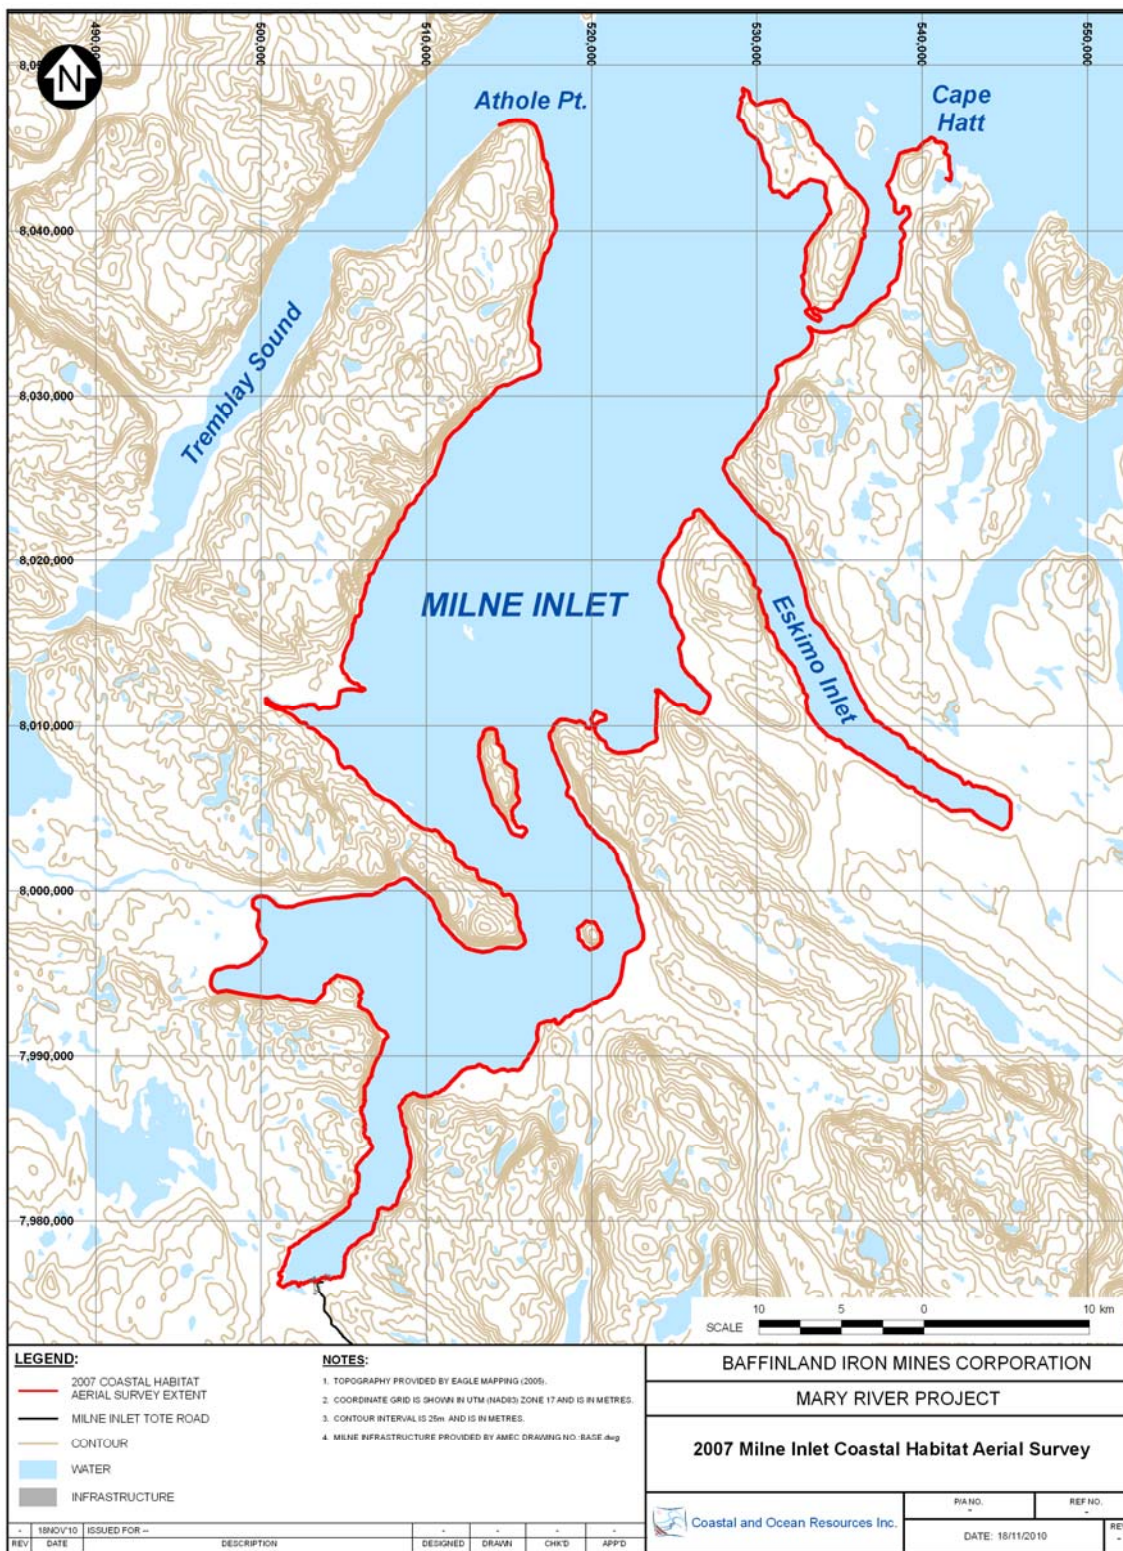 490,000
500,000
510,000
520,000
530,000
540,000
550,000
N
Athole Pt.
Cape
Hatt
8,040,000
Tremblay Sound
8,030,000
8,020,000
MILNE INLET
Eskimo Inlet
8,010,000
8,000,000
7,990,000
7,980,000
SCALE 10 5 0 10 km
LEGEND:
2007 COASTAL HABITAT
AERIAL SURVEY EXTENT
MILNE INLET TOTE ROAD
CONTOUR
WATER
INFRASTRUCTURE
NOTES:
1. TOPOGRAPHY PROVIDED BY EAGLE MAPPING (2005).
2. COORDINATE GRID IS SHOWN IN UTM (NAD83) ZONE 17 AND IS IN METRES.
3. CONTOUR INTERVAL IS 25m AND IS IN METRES.
4. MILNE INFRASTRUCTURE PROVIDED BY AMEC DRAWING NO.:BASE.dwg
BAFFINLAND IRON MINES CORPORATION
MARY RIVER PROJECT
2007 Milne Inlet Coastal Habitat Aerial Survey
Coastal and Ocean Resources Inc.
P/A NO.
-
REF NO.
-
DATE: 18/11/2010
-
- 18NOV'10 ISSUED FOR -- - - - -
REV DATE DESCRIPTION DESIGNED DRAWN CHK'D APP'D